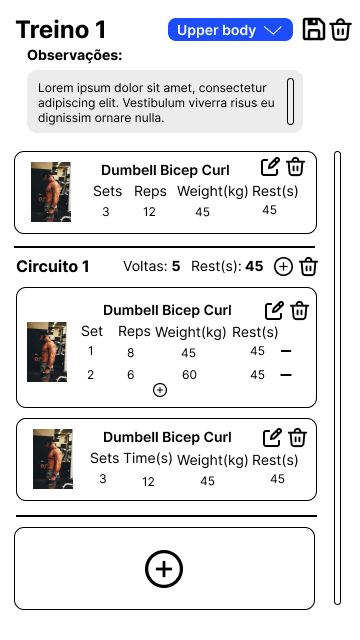 Treino 1
Upper body
Observações:
Lorem ipsum dolor sit amet, consectetur
adipiscing elit. Vestibulum viverra risus eu
dignissim ornare nulla.
Dumbell Bicep Curl
Sets Reps Weight(kg) Rest(s)
3 12 45 45
Circuito 1 Voltas: 5 Rest(s): 45
Dumbell Bicep Curl
Set Reps Weight(kg) Rest(s)
1 8 45 45
2 6 60 45
Dumbell Bicep Curl
Sets Time(s) Weight(kg) Rest(s)
3 12 45 45